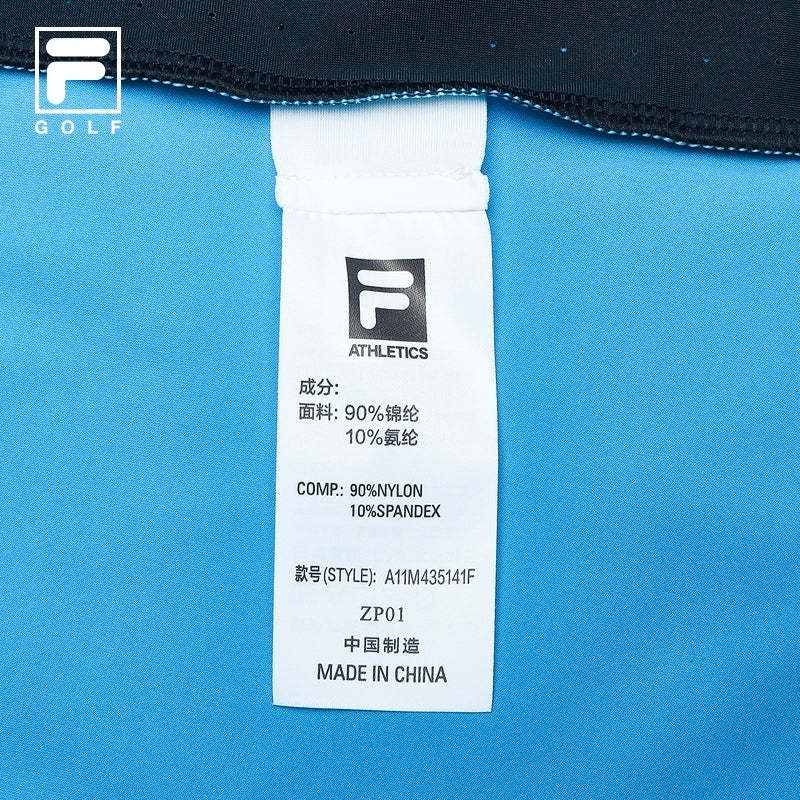 F
GOLF
F
ATHLETICS
成分:
面料: 90%锦纶
10%氨纶
COMP.: 90%NYLON
10%SPANDEX
款号(STYLE): A11M435141F
ZP01
中国制造
MADE IN CHINA